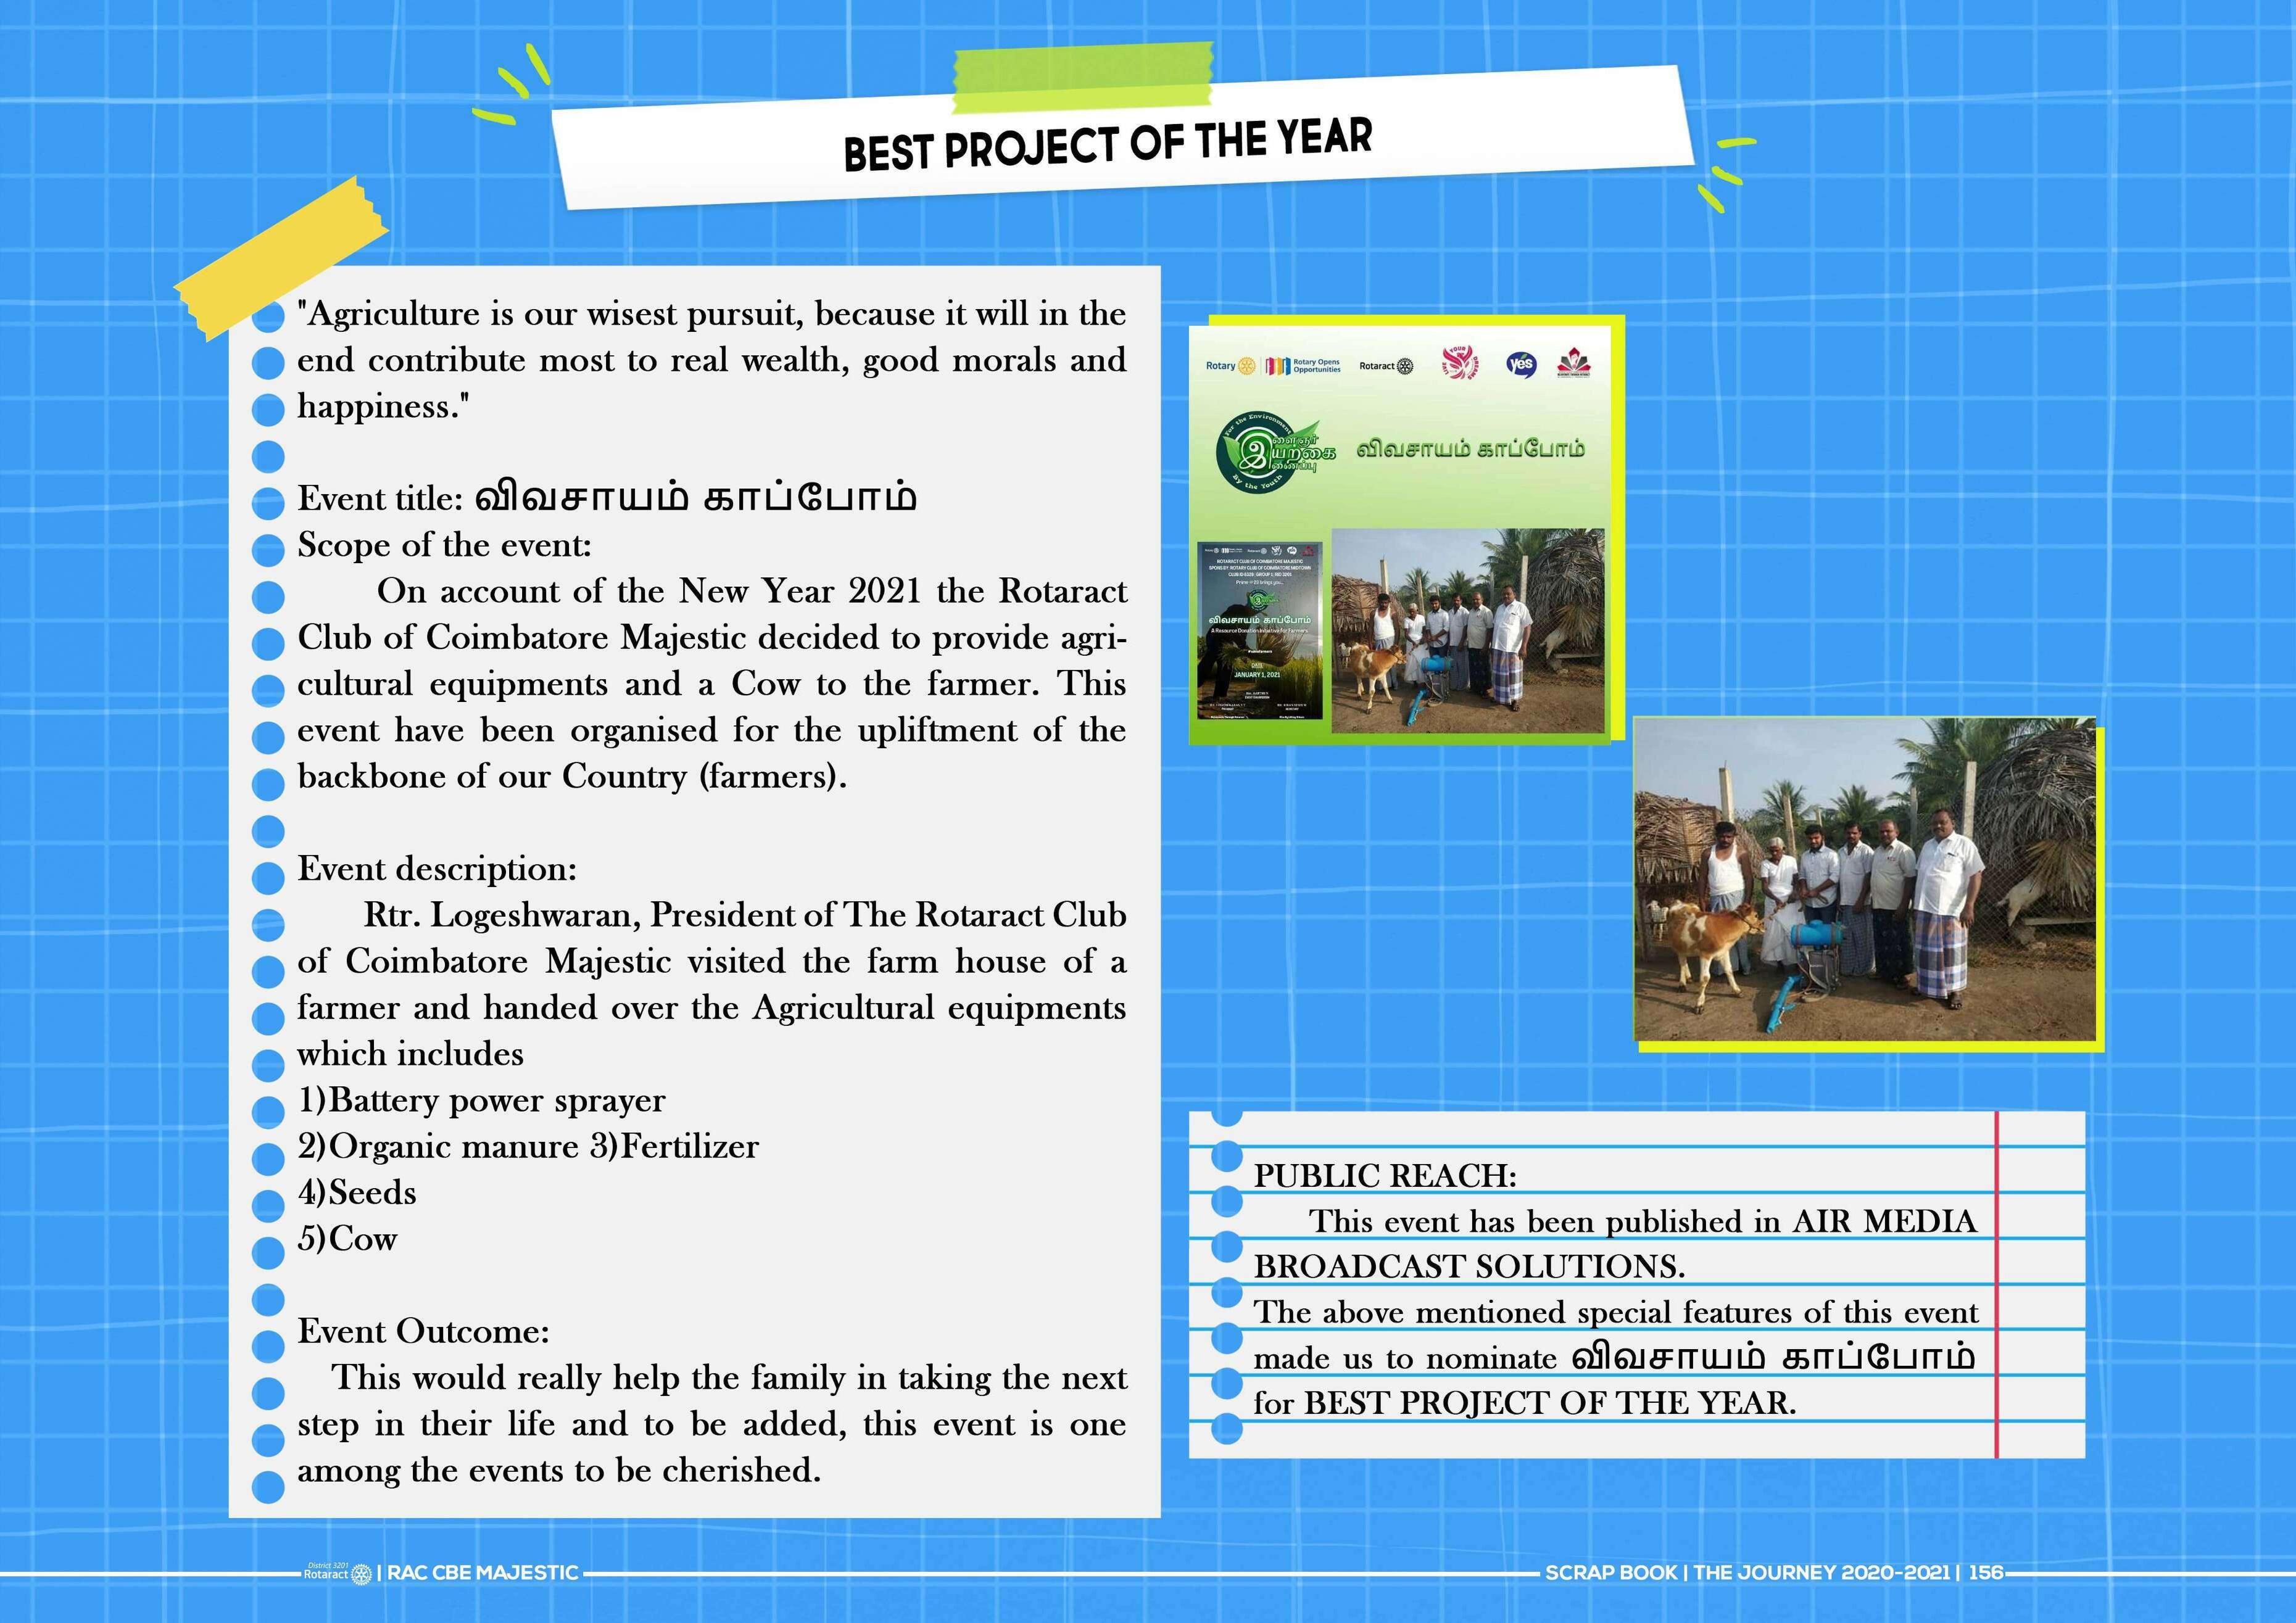 BEST PROJECT OF THE YEAR
"Agriculture is our wisest pursuit, because it will in the
end contribute most to real wealth, good morals and
happiness."
Event title: விவசாயம் காப்போம்
Scope of the event:
On account of the New Year 2021 the Rotaract
Club of Coimbatore Majestic decided to provide agri-
cultural equipments and a Cow to the farmer. This
event have been organised for the upliftment of the
backbone of our Country (farmers).
Event description:
Rtr. Logeshwaran, President of The Rotaract Club
of Coimbatore Majestic visited the farm house of a
farmer and handed over the Agricultural equipments
which includes
1)Battery power sprayer
2)Organic manure 3)Fertilizer
4)Seeds
5)Cow
Event Outcome:
This would really help the family in taking the next
step in their life and to be added, this event is one
among the events to be cherished.
Rotary
Rotary Opens
Opportunities
Rotaract
yes
For the Environment
இளைஞர்
இயற்கை
இணைப்பு
By the Youth
விவசாயம் காப்போம்
ROTARACT CLUB OF COIMBATORE MAJESTIC
விவசாயம் காப்போம்
A Resource Donation Initiative for Farmers
DATE
JANUARY 1, 2021
PUBLIC REACH:
This event has been published in AIR MEDIA
BROADCAST SOLUTIONS.
The above mentioned special features of this event
made us to nominate விவசாயம் காப்போம்
for BEST PROJECT OF THE YEAR.
District 3201
Rotaract | RAC CBE MAJESTIC
SCRAP BOOK | THE JOURNEY 2020-2021 | 156